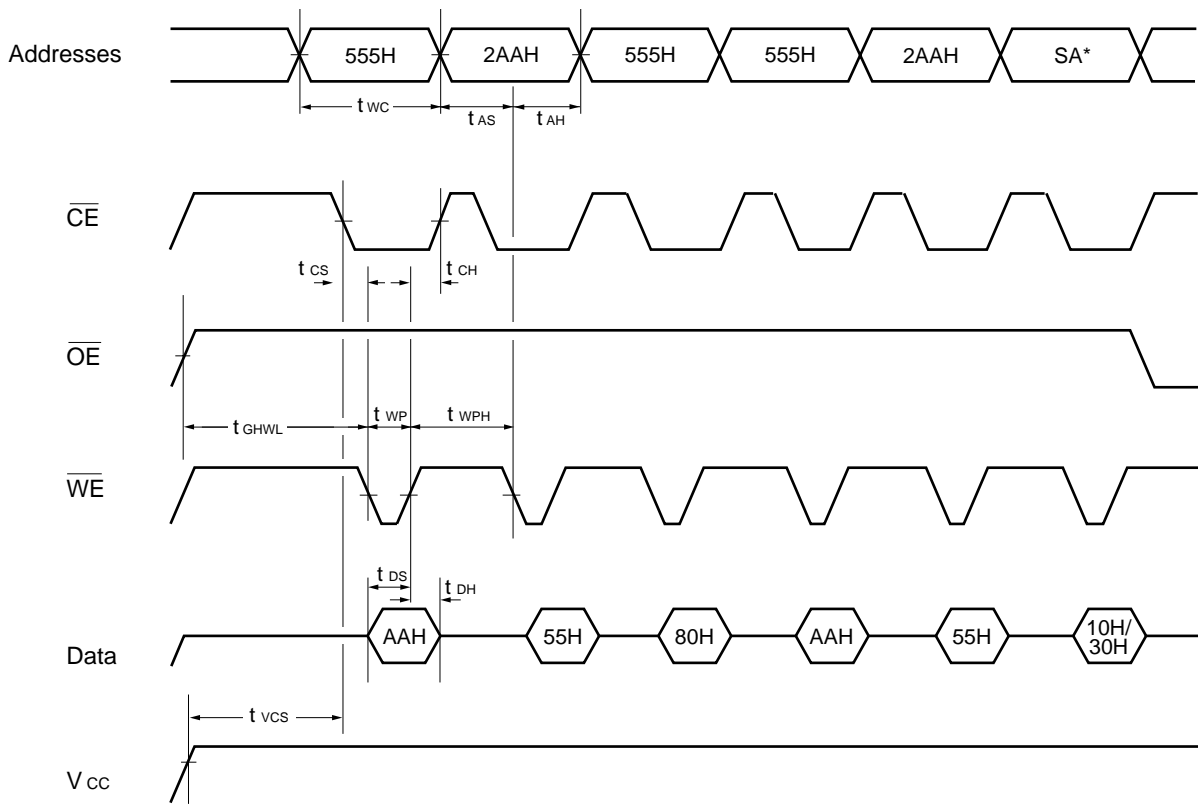 Addresses 555H 2AAH 555H 555H 2AAH SA*
t WC t AS t AH
CE
t CS t CH
OE
t GHWL t WP t WPH
WE
t DS t DH
Data AAH 55H 80H AAH 55H 10H/
30H
t VCS
V CC